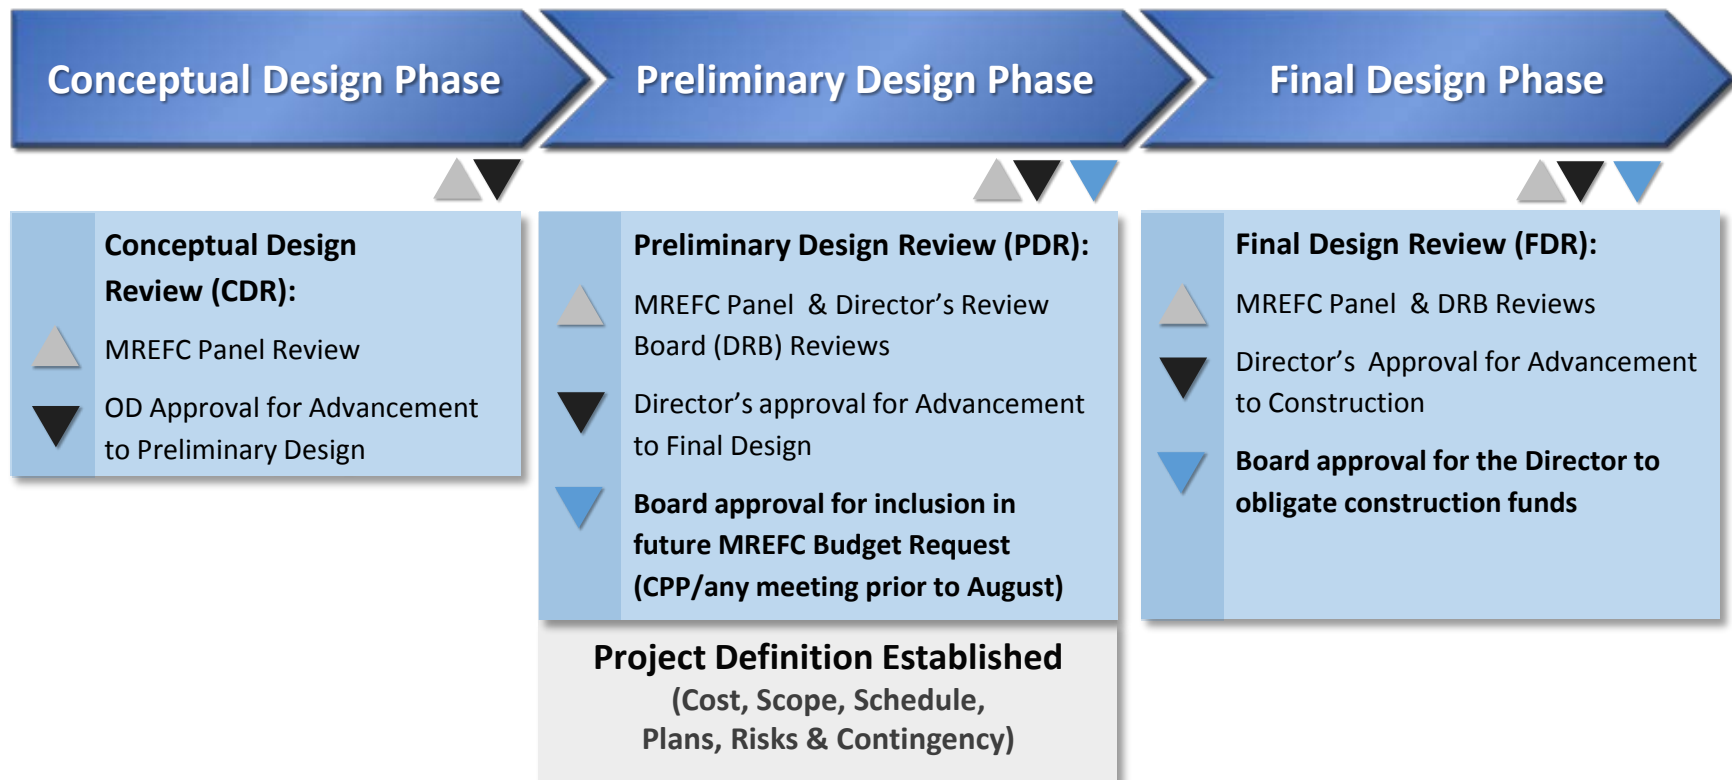 Conceptual Design Phase
Preliminary Design Phase
Final Design Phase
Conceptual Design
Review (CDR):
MREFC Panel Review
OD Approval for Advancement
to Preliminary Design
Preliminary Design Review (PDR):
MREFC Panel & Director’s Review
Board (DRB) Reviews
Director’s approval for Advancement
to Final Design
Board approval for inclusion in
future MREFC Budget Request
(CPP/any meeting prior to August)
Project Definition Established
(Cost, Scope, Schedule,
Plans, Risks & Contingency)
Final Design Review (FDR):
MREFC Panel & DRB Reviews
Director’s Approval for Advancement
to Construction
Board approval for the Director to
obligate construction funds